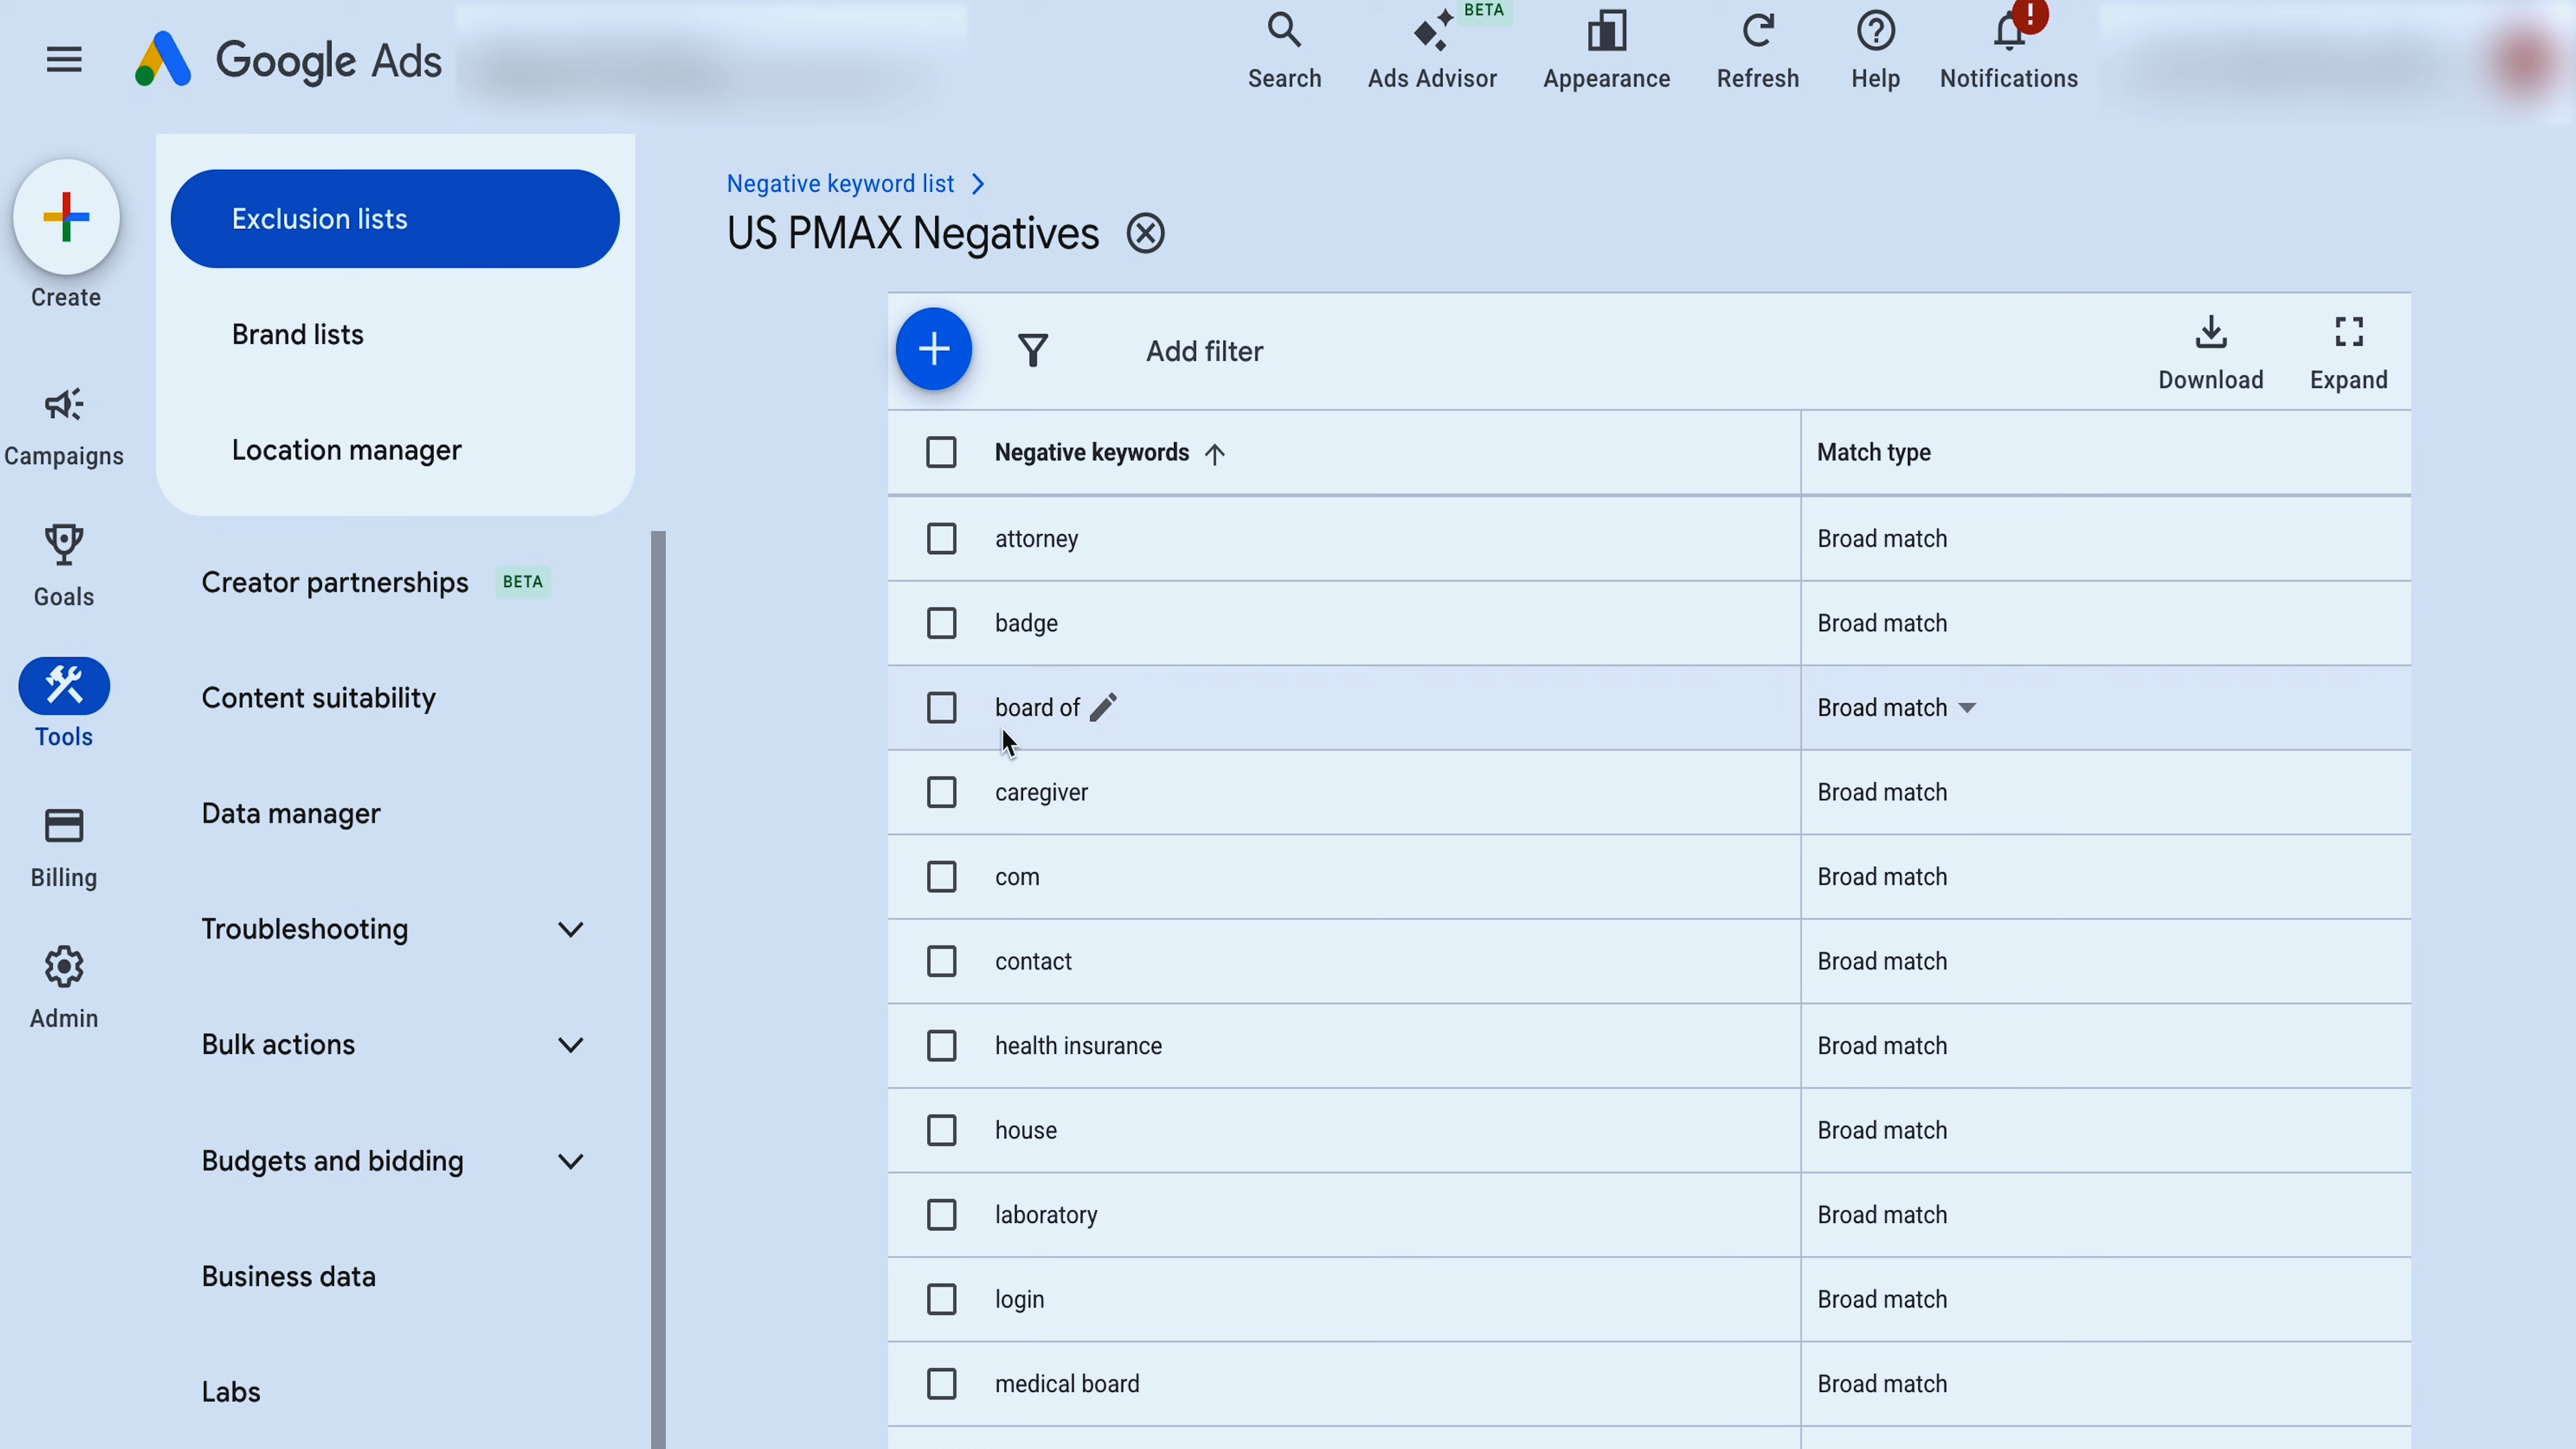 Google Ads
Search
Ads Advisor
BETA
Appearance
Refresh
Help
!
Notifications
Create
Campaigns
Goals
Tools
Billing
Admin
Exclusion lists
Brand lists
Location manager
Creator partnerships BETA
Content suitability
Data manager
Troubleshooting
Bulk actions
Budgets and bidding
Business data
Labs
Negative keyword list
US PMAX Negatives
Add filter
Download
Expand
Negative keywords Match type
attorney Broad match
badge Broad match
board of Broad match
caregiver Broad match
com Broad match
contact Broad match
health insurance Broad match
house Broad match
laboratory Broad match
login Broad match
medical board Broad match